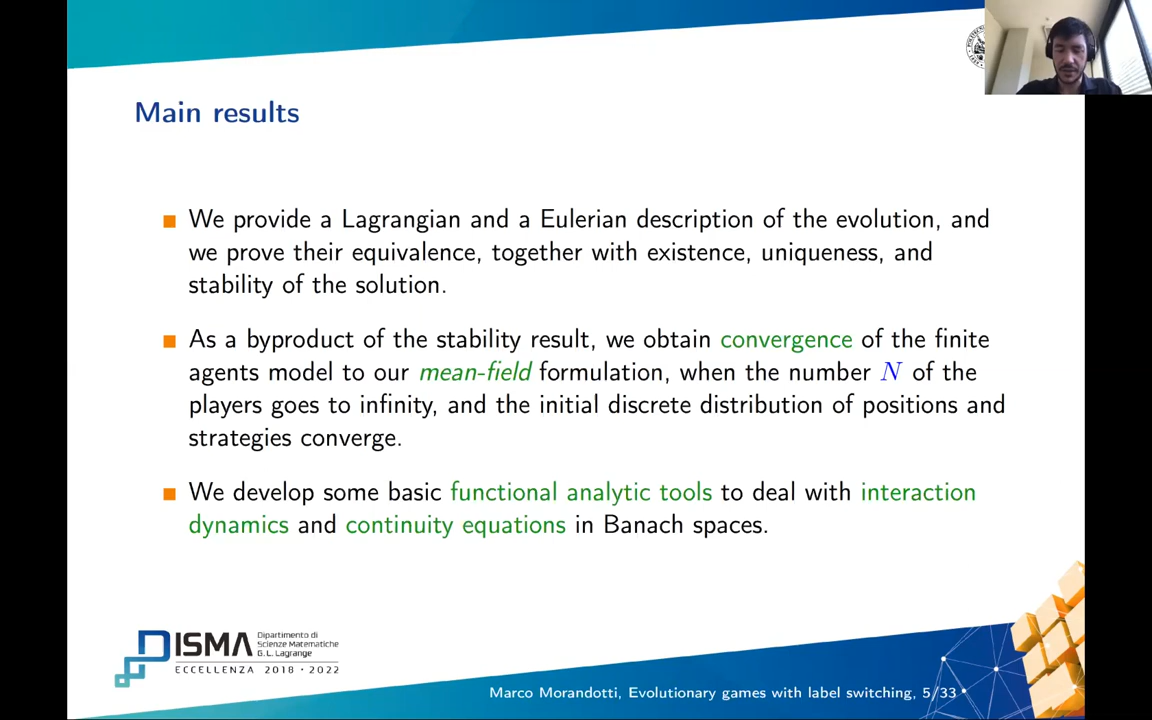 Main results
We provide a Lagrangian and a Eulerian description of the evolution, and
we prove their equivalence, together with existence, uniqueness, and
stability of the solution.
As a byproduct of the stability result, we obtain convergence of the finite
agents model to our mean-field formulation, when the number N of the
players goes to infinity, and the initial discrete distribution of positions and
strategies converge.
We develop some basic functional analytic tools to deal with interaction
dynamics and continuity equations in Banach spaces.
DISMA
Dipartimento di
Scienze Matematiche
G. L. Lagrange
ECCELLENZA 2018 · 2022
Marco Morandotti, Evolutionary games with label switching, 5/33